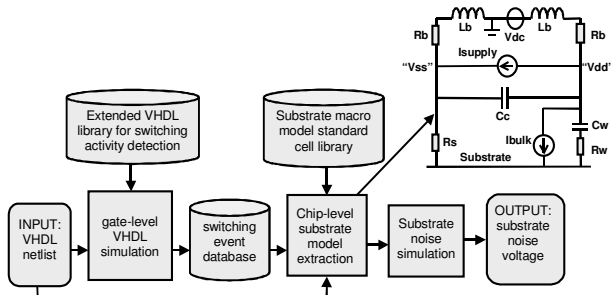 Lb
Lb
Vdc
Rb
Rb
Isupply
"Vss"
"Vdd"
Cc
Cw
Ibulk
Rs
Rw
Substrate
Extended VHDL
library for switching
activity detection
Substrate macro
model standard
cell library
INPUT:
VHDL
netlist
gate-level
VHDL
simulation
switching
event
database
Chip-level
substrate
model
extraction
Substrate
noise
simulation
OUTPUT:
substrate
noise
voltage